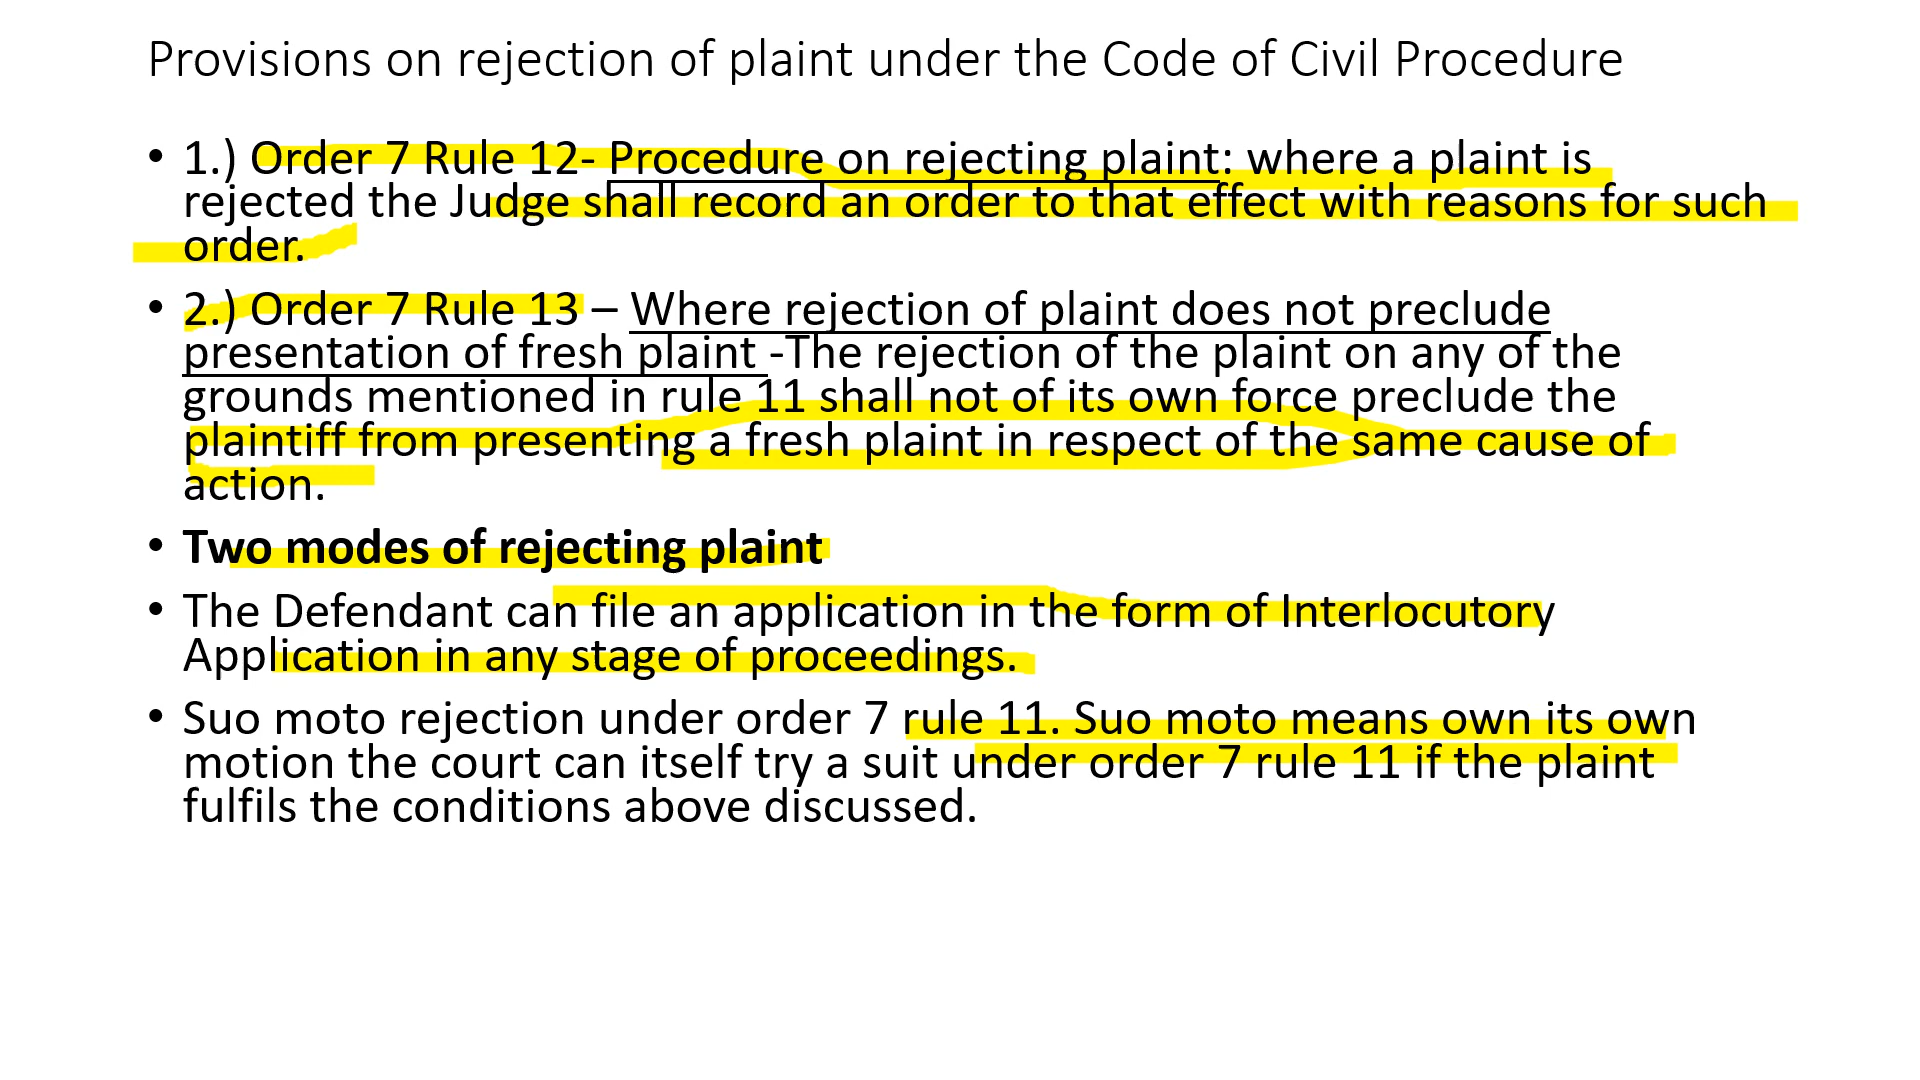 Provisions on rejection of plaint under the Code of Civil Procedure
• 1.) Order 7 Rule 12- Procedure on rejecting plaint: where a plaint is
rejected the Judge shall record an order to that effect with reasons for such
order.
• 2.) Order 7 Rule 13 – Where rejection of plaint does not preclude
presentation of fresh plaint -The rejection of the plaint on any of the
grounds mentioned in rule 11 shall not of its own force preclude the
plaintiff from presenting a fresh plaint in respect of the same cause of
action.
• Two modes of rejecting plaint
• The Defendant can file an application in the form of Interlocutory
Application in any stage of proceedings.
• Suo moto rejection under order 7 rule 11. Suo moto means own its own
motion the court can itself try a suit under order 7 rule 11 if the plaint
fulfils the conditions above discussed.